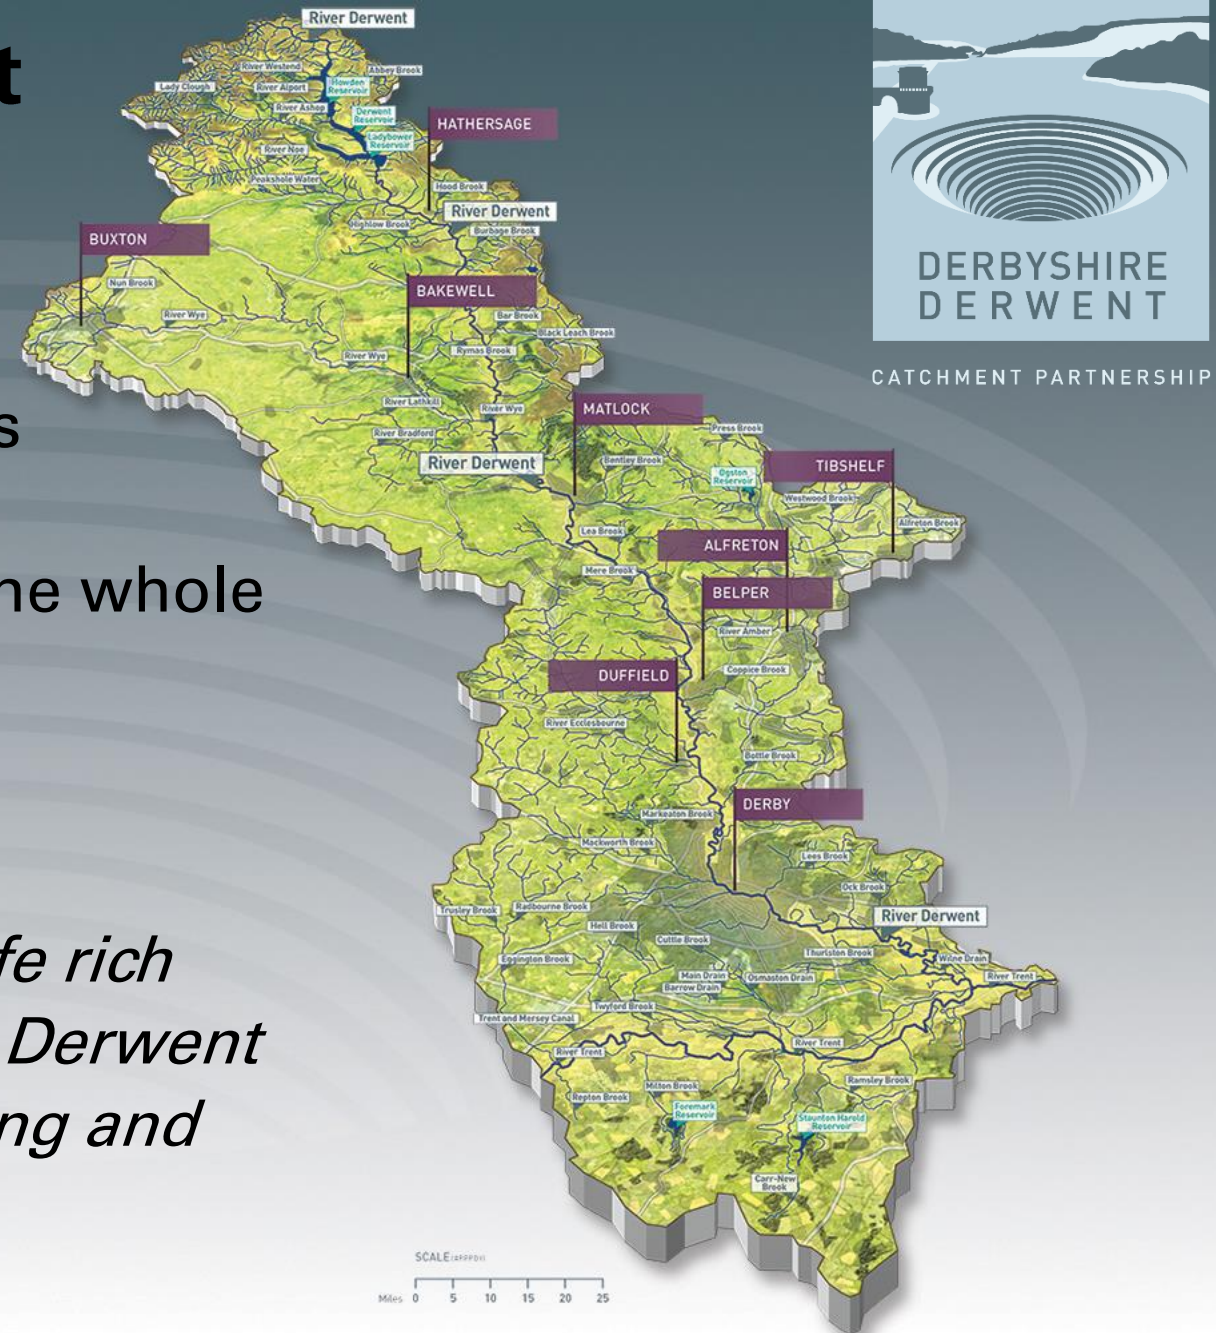 t
s
ne whole
fe rich
Derwent
ng and
DERBYSHIRE
DERWENT
CATCHMENT PARTNERSHIP
River Derwent
River Westend
Abbey Brook
Lady Clough
River Alport
Howden
Reservoir
River Ashop
Derwent
Reservoir
HATHERSAGE
Ladybower
Reservoir
River Noe
Peakshole Water
Hood Brook
River Derwent
Highlow Brook
Burbage Brook
BUXTON
Nun Brook
BAKEWELL
River Wye
Bar Brook
Black Leach Brook
River Wye
Rymas Brook
River Lathkill
River Wye
MATLOCK
River Bradford
Press Brook
River Derwent
Bentley Brook
TIBSHELF
Ogston
Reservoir
Westwood Brook
Alfreton Brook
Lea Brook
ALFRETON
Mere Brook
BELPER
River Amber
DUFFIELD
Coppice Brook
River Ecclesbourne
Bottle Brook
DERBY
Markeaton Brook
Mackworth Brook
Lees Brook
Ock Brook
Trusley Brook
Radbourne Brook
River Derwent
Hell Brook
Cuttle Brook
Thurlston Brook
Eggington Brook
Wilne Drain
Main Drain
Osmaston Drain
River Trent
Barrow Drain
Twyford Brook
Trent and Mersey Canal
River Trent
River Trent
Milton Brook
Ramsley Brook
Repton Brook
Foremark
Reservoir
Staunton Harold
Reservoir
Carr-New
Brook
SCALE (APPROX)
Miles 0 5 10 15 20 25